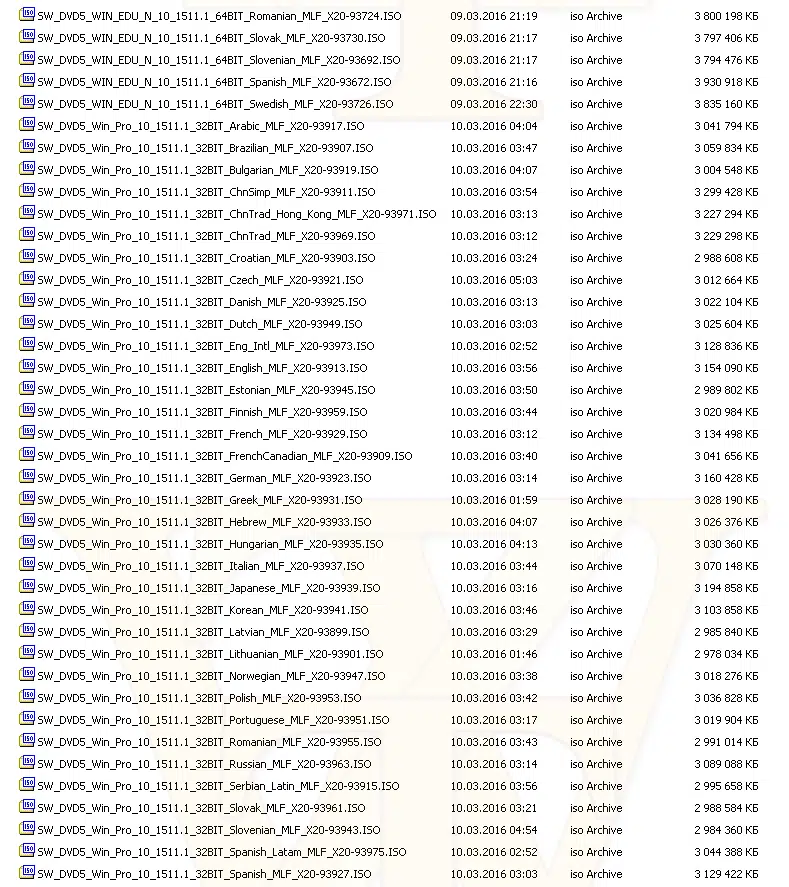 SW_DVD5_WIN_EDU_N_10_1511.1_64BIT_Romanian_MLF_X20-93724.ISO 09.03.2016 21:19 iso Archive 3 800 198 КБ
SW_DVD5_WIN_EDU_N_10_1511.1_64BIT_Slovak_MLF_X20-93730.ISO 09.03.2016 21:17 iso Archive 3 797 406 КБ
SW_DVD5_WIN_EDU_N_10_1511.1_64BIT_Slovenian_MLF_X20-93692.ISO 09.03.2016 21:17 iso Archive 3 794 476 КБ
SW_DVD5_WIN_EDU_N_10_1511.1_64BIT_Spanish_MLF_X20-93672.ISO 09.03.2016 21:16 iso Archive 3 930 918 КБ
SW_DVD5_WIN_EDU_N_10_1511.1_64BIT_Swedish_MLF_X20-93726.ISO 09.03.2016 22:30 iso Archive 3 835 160 КБ
SW_DVD5_Win_Pro_10_1511.1_32BIT_Arabic_MLF_X20-93917.ISO 10.03.2016 04:04 iso Archive 3 041 794 КБ
SW_DVD5_Win_Pro_10_1511.1_32BIT_Brazilian_MLF_X20-93907.ISO 10.03.2016 03:47 iso Archive 3 059 834 КБ
SW_DVD5_Win_Pro_10_1511.1_32BIT_Bulgarian_MLF_X20-93919.ISO 10.03.2016 04:07 iso Archive 3 004 548 КБ
SW_DVD5_Win_Pro_10_1511.1_32BIT_ChnSimp_MLF_X20-93911.ISO 10.03.2016 03:54 iso Archive 3 299 428 КБ
SW_DVD5_Win_Pro_10_1511.1_32BIT_ChnTrad_Hong_Kong_MLF_X20-93971.ISO 10.03.2016 03:13 iso Archive 3 227 294 КБ
SW_DVD5_Win_Pro_10_1511.1_32BIT_ChnTrad_MLF_X20-93969.ISO 10.03.2016 03:12 iso Archive 3 229 298 КБ
SW_DVD5_Win_Pro_10_1511.1_32BIT_Croatian_MLF_X20-93903.ISO 10.03.2016 03:24 iso Archive 2 988 608 КБ
SW_DVD5_Win_Pro_10_1511.1_32BIT_Czech_MLF_X20-93921.ISO 10.03.2016 05:03 iso Archive 3 012 664 КБ
SW_DVD5_Win_Pro_10_1511.1_32BIT_Danish_MLF_X20-93925.ISO 10.03.2016 03:13 iso Archive 3 022 104 КБ
SW_DVD5_Win_Pro_10_1511.1_32BIT_Dutch_MLF_X20-93949.ISO 10.03.2016 03:03 iso Archive 3 025 604 КБ
SW_DVD5_Win_Pro_10_1511.1_32BIT_Eng_Intl_MLF_X20-93973.ISO 10.03.2016 02:52 iso Archive 3 128 836 КБ
SW_DVD5_Win_Pro_10_1511.1_32BIT_English_MLF_X20-93913.ISO 10.03.2016 03:56 iso Archive 3 154 090 КБ
SW_DVD5_Win_Pro_10_1511.1_32BIT_Estonian_MLF_X20-93945.ISO 10.03.2016 03:50 iso Archive 2 989 802 КБ
SW_DVD5_Win_Pro_10_1511.1_32BIT_Finnish_MLF_X20-93959.ISO 10.03.2016 03:44 iso Archive 3 020 984 КБ
SW_DVD5_Win_Pro_10_1511.1_32BIT_French_MLF_X20-93929.ISO 10.03.2016 03:12 iso Archive 3 134 498 КБ
SW_DVD5_Win_Pro_10_1511.1_32BIT_FrenchCanadian_MLF_X20-93909.ISO 10.03.2016 03:40 iso Archive 3 041 656 КБ
SW_DVD5_Win_Pro_10_1511.1_32BIT_German_MLF_X20-93923.ISO 10.03.2016 03:14 iso Archive 3 160 428 КБ
SW_DVD5_Win_Pro_10_1511.1_32BIT_Greek_MLF_X20-93931.ISO 10.03.2016 01:59 iso Archive 3 028 190 КБ
SW_DVD5_Win_Pro_10_1511.1_32BIT_Hebrew_MLF_X20-93933.ISO 10.03.2016 04:07 iso Archive 3 026 376 КБ
SW_DVD5_Win_Pro_10_1511.1_32BIT_Hungarian_MLF_X20-93935.ISO 10.03.2016 04:13 iso Archive 3 030 360 КБ
SW_DVD5_Win_Pro_10_1511.1_32BIT_Italian_MLF_X20-93937.ISO 10.03.2016 03:44 iso Archive 3 070 148 КБ
SW_DVD5_Win_Pro_10_1511.1_32BIT_Japanese_MLF_X20-93939.ISO 10.03.2016 03:16 iso Archive 3 194 858 КБ
SW_DVD5_Win_Pro_10_1511.1_32BIT_Korean_MLF_X20-93941.ISO 10.03.2016 03:46 iso Archive 3 103 858 КБ
SW_DVD5_Win_Pro_10_1511.1_32BIT_Latvian_MLF_X20-93899.ISO 10.03.2016 03:29 iso Archive 2 985 840 КБ
SW_DVD5_Win_Pro_10_1511.1_32BIT_Lithuanian_MLF_X20-93901.ISO 10.03.2016 01:46 iso Archive 2 978 034 КБ
SW_DVD5_Win_Pro_10_1511.1_32BIT_Norwegian_MLF_X20-93947.ISO 10.03.2016 03:38 iso Archive 3 018 276 КБ
SW_DVD5_Win_Pro_10_1511.1_32BIT_Polish_MLF_X20-93953.ISO 10.03.2016 03:42 iso Archive 3 036 828 КБ
SW_DVD5_Win_Pro_10_1511.1_32BIT_Portuguese_MLF_X20-93951.ISO 10.03.2016 03:17 iso Archive 3 019 904 КБ
SW_DVD5_Win_Pro_10_1511.1_32BIT_Romanian_MLF_X20-93955.ISO 10.03.2016 03:43 iso Archive 2 991 014 КБ
SW_DVD5_Win_Pro_10_1511.1_32BIT_Russian_MLF_X20-93963.ISO 10.03.2016 03:14 iso Archive 3 089 088 КБ
SW_DVD5_Win_Pro_10_1511.1_32BIT_Serbian_Latin_MLF_X20-93915.ISO 10.03.2016 03:56 iso Archive 2 995 658 КБ
SW_DVD5_Win_Pro_10_1511.1_32BIT_Slovak_MLF_X20-93961.ISO 10.03.2016 03:21 iso Archive 2 988 584 КБ
SW_DVD5_Win_Pro_10_1511.1_32BIT_Slovenian_MLF_X20-93943.ISO 10.03.2016 04:54 iso Archive 2 984 360 КБ
SW_DVD5_Win_Pro_10_1511.1_32BIT_Spanish_Latam_MLF_X20-93975.ISO 10.03.2016 02:52 iso Archive 3 044 388 КБ
SW_DVD5_Win_Pro_10_1511.1_32BIT_Spanish_MLF_X20-93927.ISO 10.03.2016 03:03 iso Archive 3 129 422 КБ